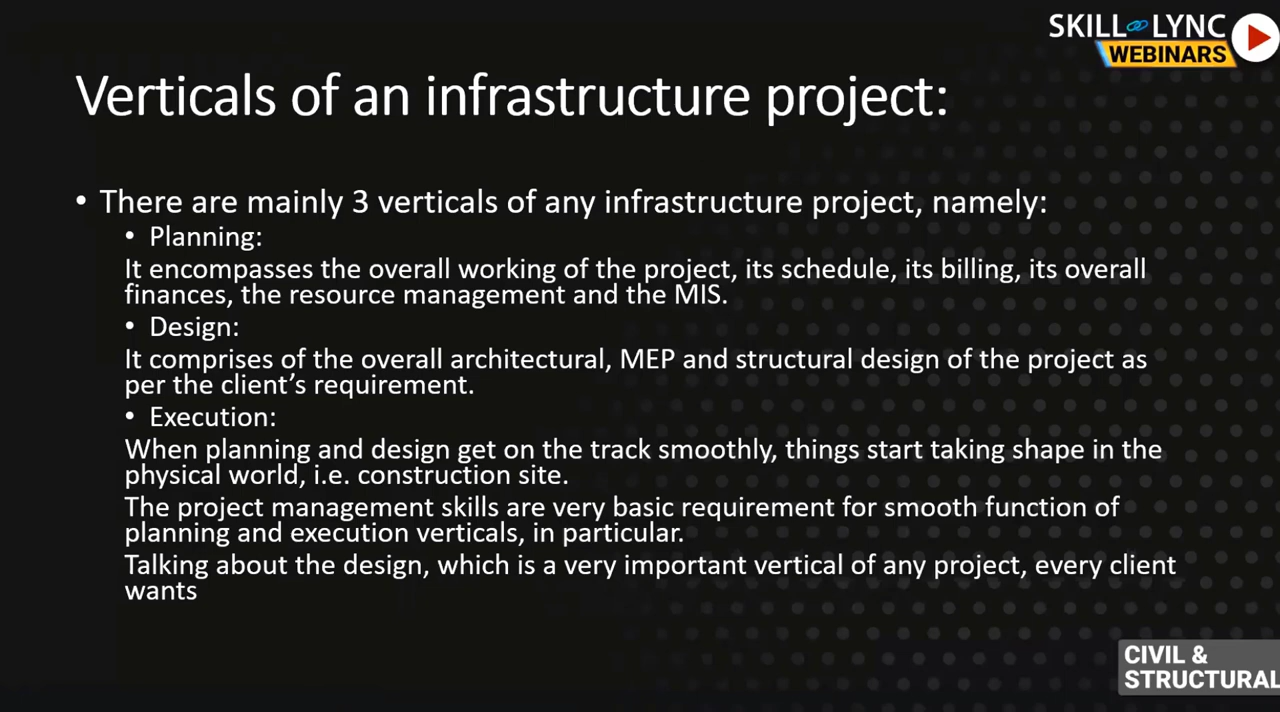 SKILL LYNC
WEBINARS
Verticals of an infrastructure project:
• There are mainly 3 verticals of any infrastructure project, namely:
• Planning:
It encompasses the overall working of the project, its schedule, its billing, its overall
finances, the resource management and the MIS.
• Design:
It comprises of the overall architectural, MEP and structural design of the project as
per the client’s requirement.
• Execution:
When planning and design get on the track smoothly, things start taking shape in the
physical world, i.e. construction site.
The project management skills are very basic requirement for smooth function of
planning and execution verticals, in particular.
Talking about the design, which is a very important vertical of any project, every client
wants
CIVIL &
STRUCTURAL